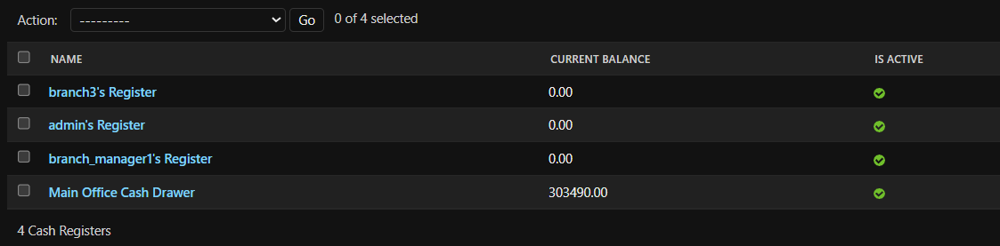 Action: --------- Go 0 of 4 selected
NAME CURRENT BALANCE IS ACTIVE
branch3's Register 0.00
admin's Register 0.00
branch_manager1's Register 0.00
Main Office Cash Drawer 303490.00
4 Cash Registers